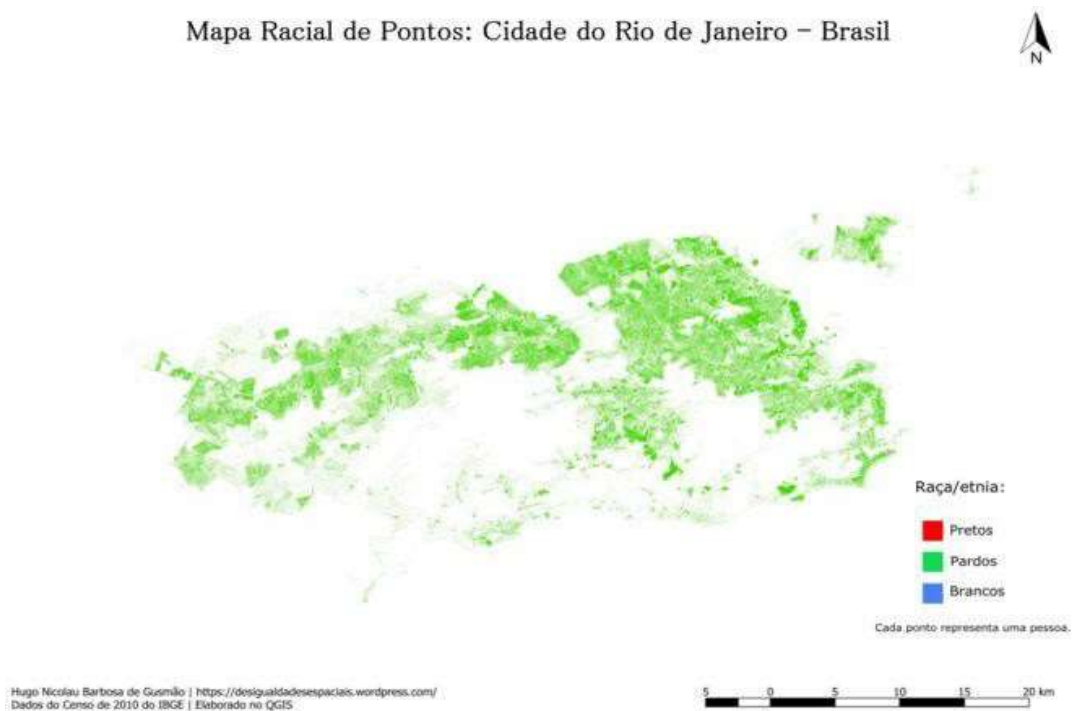 Mapa Racial de Pontos: Cidade do Rio de Janeiro - Brasil
N
Raça/etnia:
Pretos
Pardos
Brancos
Cada ponto representa uma pessoa.
Hugo Nicolau Barbosa de Gusmão | https://desigualdadesespaciais.wordpress.com/
Dados do Censo de 2010 do IBGE | Elaborado no QGIS
5 0 5 10 15 20 km